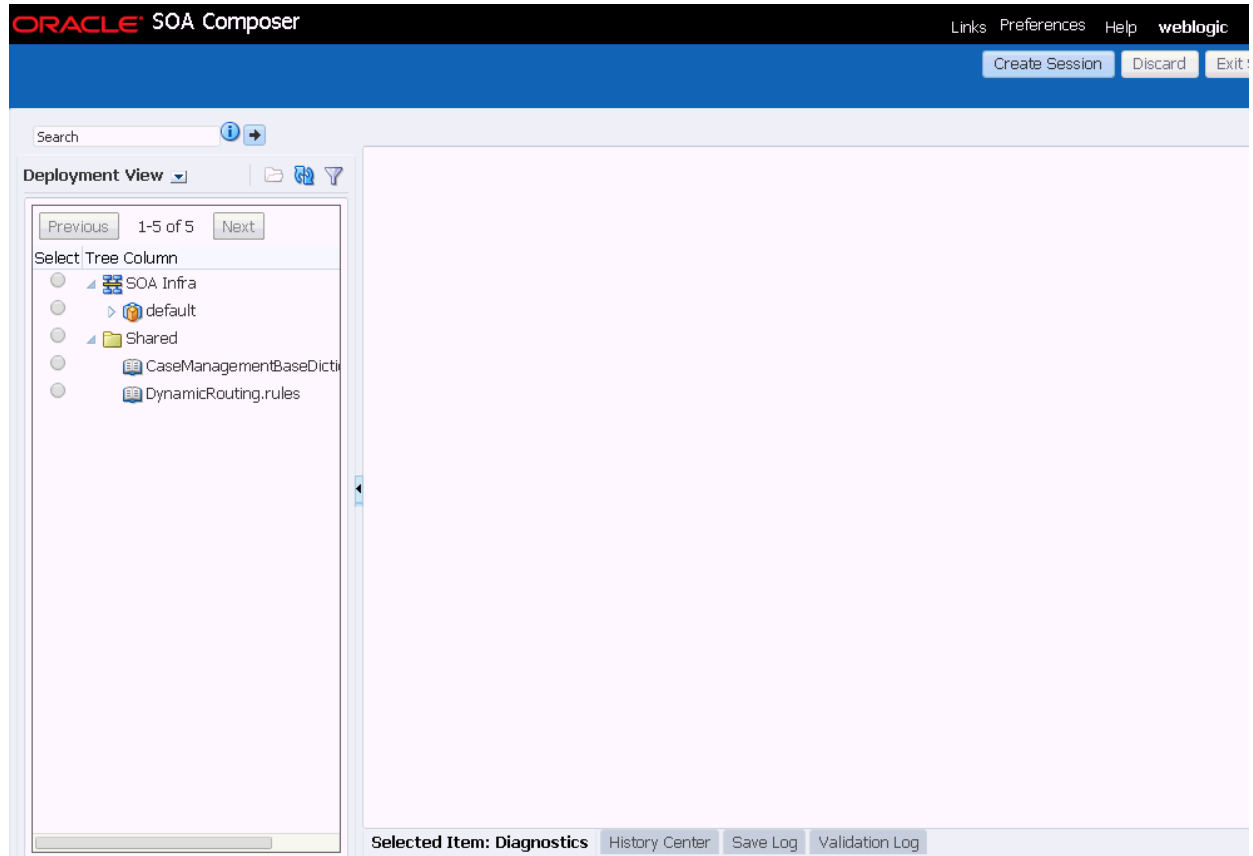 ORACLE SOA Composer
Links Preferences Help weblogic
Create Session Discard Exit
Search
Deployment View
Previous 1-5 of 5 Next
Select Tree Column
SOA Infra
default
Shared
CaseManagementBaseDicti
DynamicRouting.rules
Selected Item: Diagnostics History Center Save Log Validation Log